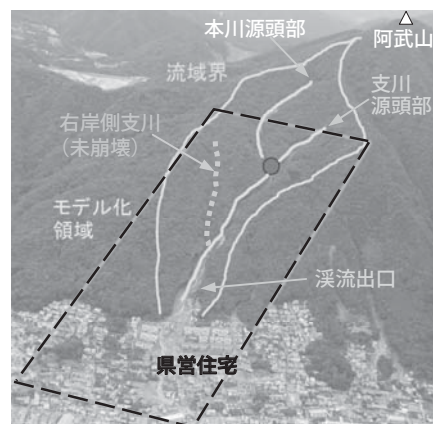 本川源頭部
阿武山
流域界
支川
源頭部
右岸側支川
（未崩壊）
モデル化
領域
渓流出口
県営住宅